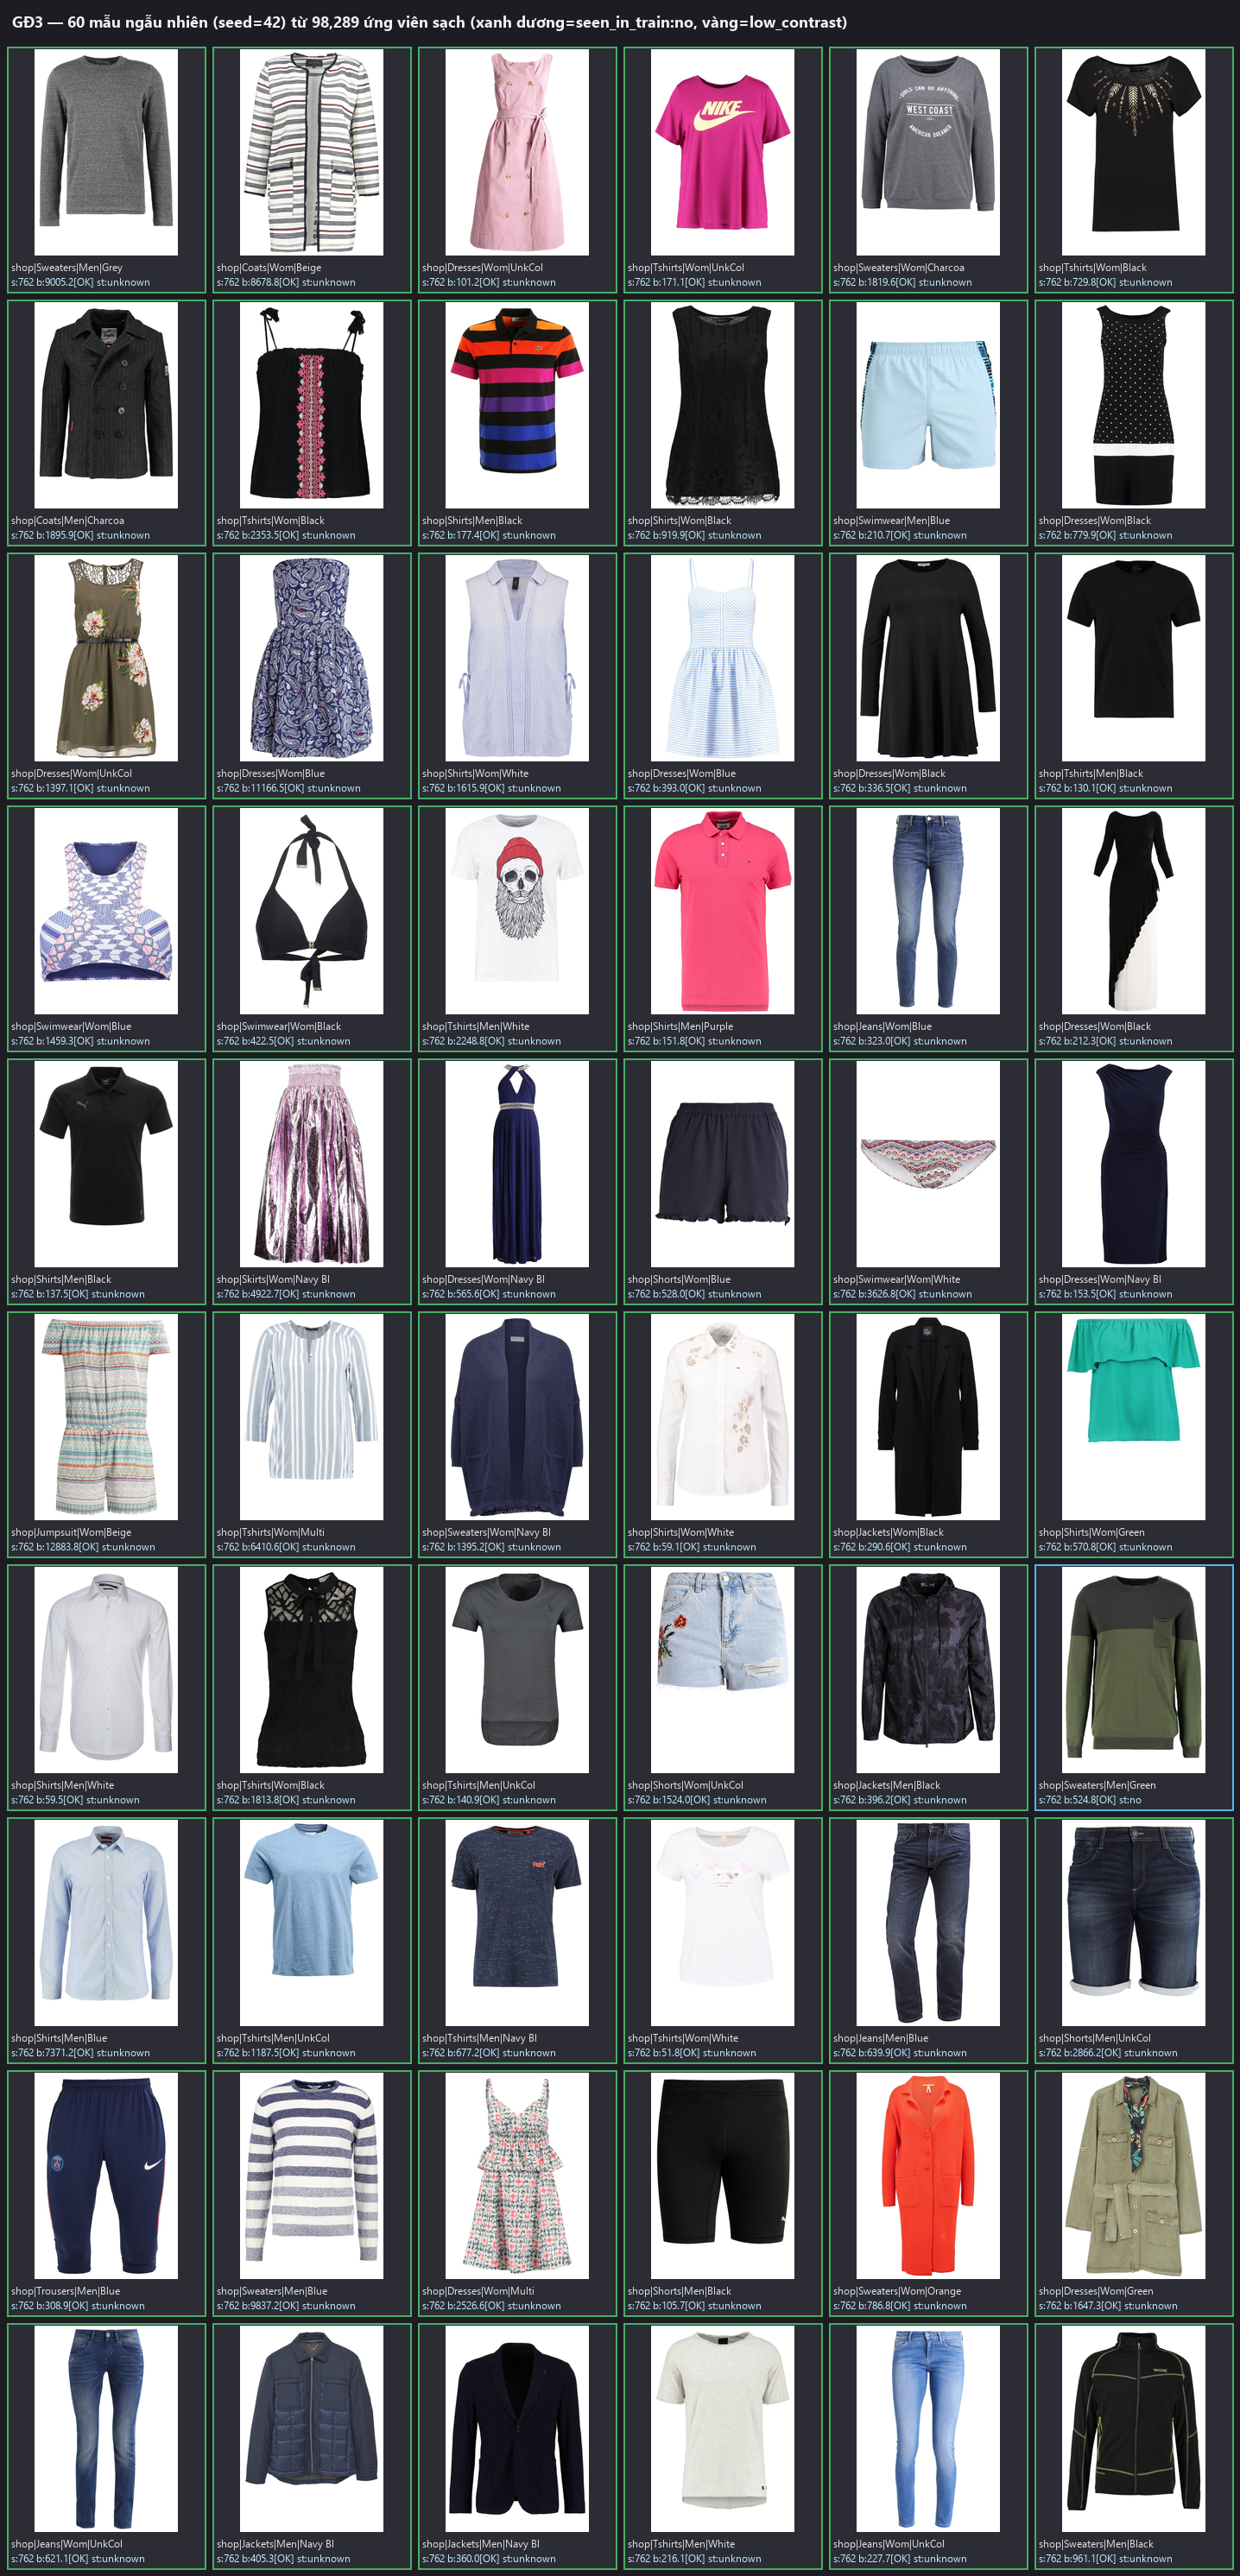 GĐ3 — 60 mẫu ngẫu nhiên (seed=42) từ 98,289 ứng viên sạch (xanh dương=seen_in_train:no, vàng=low_contrast)
NIKE
GIRLS CAN DO ANYTHING
WEST COAST
AMERICAN DREAMER
shop|Sweaters|Men|Grey
s:762 b:9005.2[OK] st:unknown
shop|Coats|Wom|Beige
s:762 b:8678.8[OK] st:unknown
shop|Dresses|Wom|UnkCol
s:762 b:101.2[OK] st:unknown
shop|Tshirts|Wom|UnkCol
s:762 b:171.1[OK] st:unknown
shop|Sweaters|Wom|Charcoa
s:762 b:1819.6[OK] st:unknown
shop|Tshirts|Wom|Black
s:762 b:729.8[OK] st:unknown
shop|Coats|Men|Charcoa
s:762 b:1895.9[OK] st:unknown
shop|Tshirts|Wom|Black
s:762 b:2353.5[OK] st:unknown
shop|Shirts|Men|Black
s:762 b:177.4[OK] st:unknown
shop|Shirts|Wom|Black
s:762 b:919.9[OK] st:unknown
shop|Swimwear|Men|Blue
s:762 b:210.7[OK] st:unknown
shop|Dresses|Wom|Black
s:762 b:779.9[OK] st:unknown
shop|Dresses|Wom|UnkCol
s:762 b:1397.1[OK] st:unknown
shop|Dresses|Wom|Blue
s:762 b:11166.5[OK] st:unknown
shop|Shirts|Wom|White
s:762 b:1615.9[OK] st:unknown
shop|Dresses|Wom|Blue
s:762 b:393.0[OK] st:unknown
shop|Dresses|Wom|Black
s:762 b:336.5[OK] st:unknown
shop|Tshirts|Men|Black
s:762 b:130.1[OK] st:unknown
shop|Swimwear|Wom|Blue
s:762 b:1459.3[OK] st:unknown
shop|Swimwear|Wom|Black
s:762 b:422.5[OK] st:unknown
shop|Tshirts|Men|White
s:762 b:2248.8[OK] st:unknown
shop|Shirts|Men|Purple
s:762 b:151.8[OK] st:unknown
shop|Jeans|Wom|Blue
s:762 b:323.0[OK] st:unknown
shop|Dresses|Wom|Black
s:762 b:212.3[OK] st:unknown
shop|Shirts|Men|Black
s:762 b:137.5[OK] st:unknown
shop|Skirts|Wom|Navy Bl
s:762 b:4922.7[OK] st:unknown
shop|Dresses|Wom|Navy Bl
s:762 b:565.6[OK] st:unknown
shop|Shorts|Wom|Blue
s:762 b:528.0[OK] st:unknown
shop|Swimwear|Wom|White
s:762 b:3626.8[OK] st:unknown
shop|Dresses|Wom|Navy Bl
s:762 b:153.5[OK] st:unknown
shop|Jumpsuit|Wom|Beige
s:762 b:12883.8[OK] st:unknown
shop|Tshirts|Wom|Multi
s:762 b:6410.6[OK] st:unknown
shop|Sweaters|Wom|Navy Bl
s:762 b:1395.2[OK] st:unknown
shop|Shirts|Wom|White
s:762 b:59.1[OK] st:unknown
shop|Jackets|Wom|Black
s:762 b:290.6[OK] st:unknown
shop|Shirts|Wom|Green
s:762 b:570.8[OK] st:unknown
shop|Shirts|Men|White
s:762 b:59.5[OK] st:unknown
shop|Tshirts|Wom|Black
s:762 b:1813.8[OK] st:unknown
shop|Tshirts|Men|UnkCol
s:762 b:140.9[OK] st:unknown
shop|Shorts|Wom|UnkCol
s:762 b:1524.0[OK] st:unknown
shop|Jackets|Men|Black
s:762 b:396.2[OK] st:unknown
shop|Sweaters|Men|Green
s:762 b:524.8[OK] st:no
shop|Shirts|Men|Blue
s:762 b:7371.2[OK] st:unknown
shop|Tshirts|Men|UnkCol
s:762 b:1187.5[OK] st:unknown
shop|Tshirts|Men|Navy Bl
s:762 b:677.2[OK] st:unknown
shop|Tshirts|Wom|White
s:762 b:51.8[OK] st:unknown
shop|Jeans|Men|Blue
s:762 b:639.9[OK] st:unknown
shop|Shorts|Men|UnkCol
s:762 b:2866.2[OK] st:unknown
shop|Trousers|Men|Blue
s:762 b:308.9[OK] st:unknown
shop|Sweaters|Men|Blue
s:762 b:9837.2[OK] st:unknown
shop|Dresses|Wom|Multi
s:762 b:2526.6[OK] st:unknown
shop|Shorts|Men|Black
s:762 b:105.7[OK] st:unknown
shop|Sweaters|Wom|Orange
s:762 b:786.8[OK] st:unknown
shop|Dresses|Wom|Green
s:762 b:1647.3[OK] st:unknown
shop|Jeans|Wom|UnkCol
s:762 b:621.1[OK] st:unknown
shop|Jackets|Men|Navy Bl
s:762 b:405.3[OK] st:unknown
shop|Jackets|Men|Navy Bl
s:762 b:360.0[OK] st:unknown
shop|Tshirts|Men|White
s:762 b:216.1[OK] st:unknown
shop|Jeans|Wom|UnkCol
s:762 b:227.7[OK] st:unknown
shop|Sweaters|Men|Black
s:762 b:961.1[OK] st:unknown